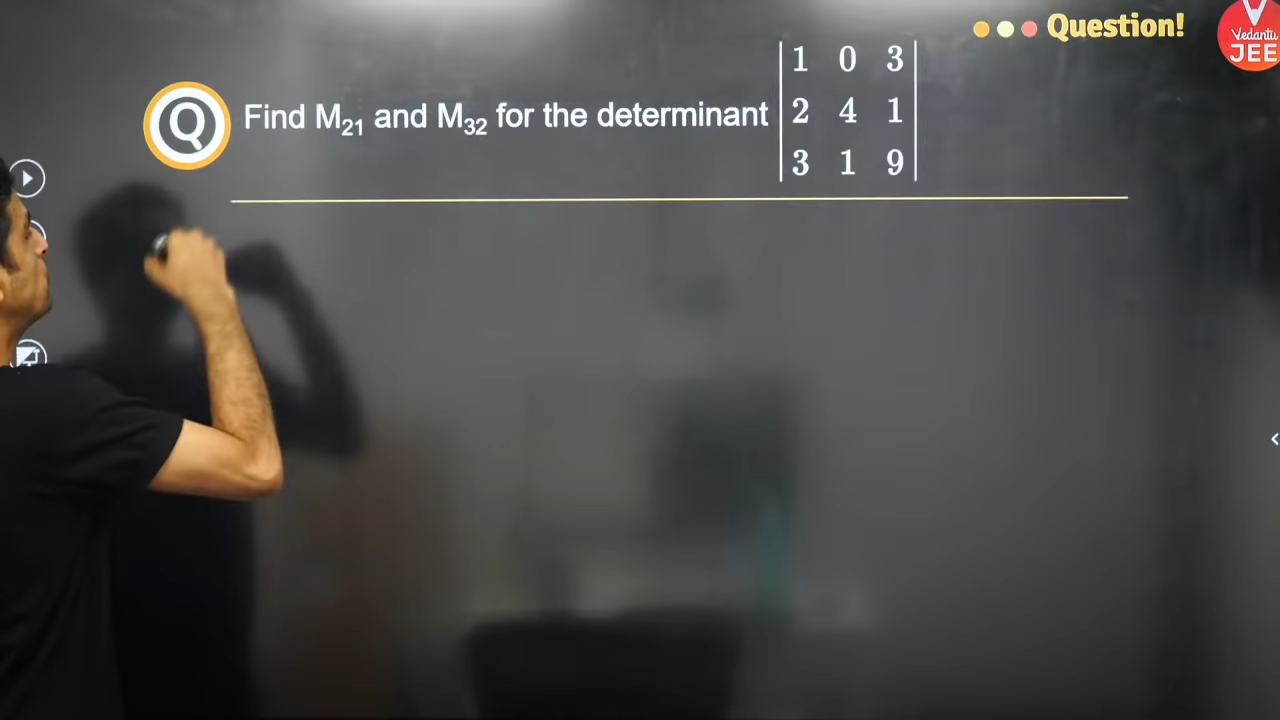 Question!
Vedantu
JEE
Q
Find M₂₁ and M₃₂ for the determinant
1 0 3
2 4 1
3 1 9